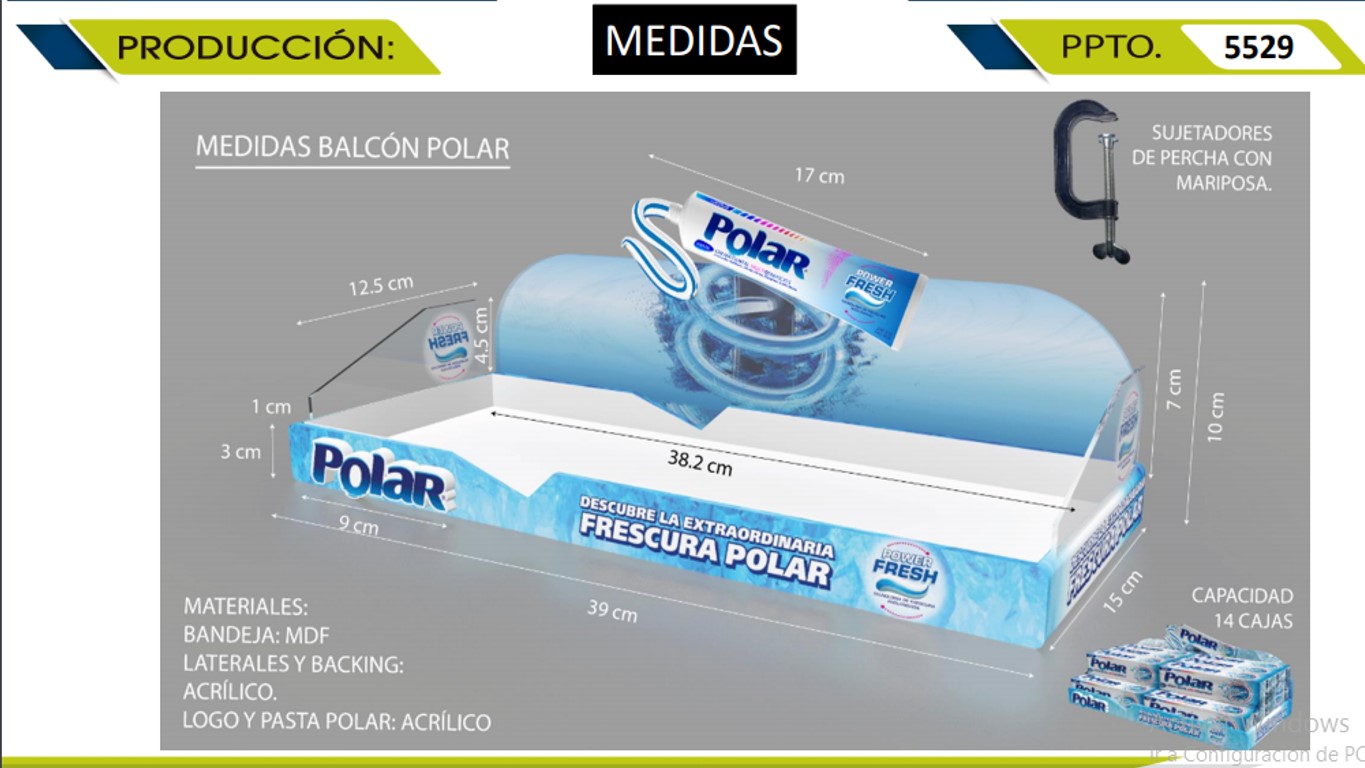 PRODUCCIÓN:
MEDIDAS
PPTO.
5529
MEDIDAS BALCÓN POLAR
17 cm
SUJETADORES
DE PERCHA CON
MARIPOSA.
12.5 cm
4.5 cm
1 cm
3 cm
9 cm
38.2 cm
39 cm
7 cm
10 cm
15 cm
Polar
POWER
FRESH
POWER
FRESH
Polar
DESCUBRE LA EXTRAORDINARIA
FRESCURA POLAR
POWER
FRESH
FRESCURA POLAR
MATERIALES:
BANDEJA: MDF
LATERALES Y BACKING:
ACRÍLICO.
LOGO Y PASTA POLAR: ACRÍLICO
CAPACIDAD
14 CAJAS
Polar
Polar
Polar
Polar
FRESCURA POLAR
Ir a Configuración de PC